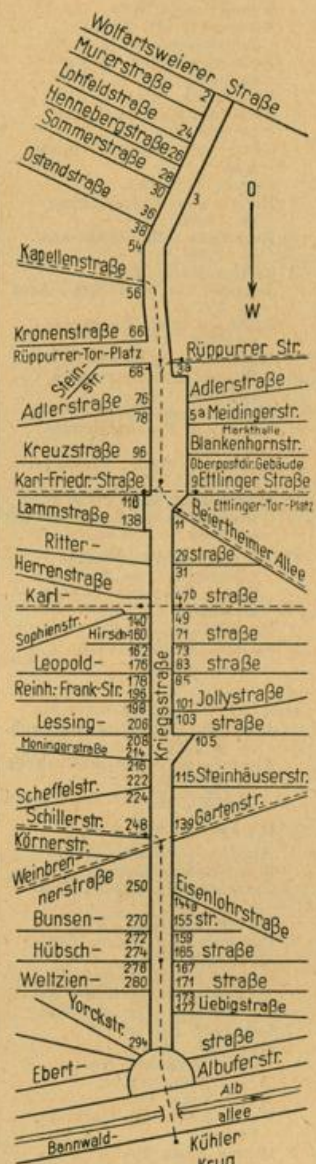 Wolfartsweierer Straße
Murerstraße 2
Lohfeldstraße 24
Hennebergstraße 26
Sommerstraße 28
30
Ostendstraße 36
38
3
54
O
W
Kapellenstraße
56
Kronenstraße 66
Rüppurrer-Tor-Platz
Rüppurrer Str.
68
3a
Stein-
str.
Adlerstraße 76
78
Adlerstraße
5a Meidingerstr.
Markthalle
Kreuzstraße 96
Blankenhornstr.
Oberpostdir. Gebäude
Karl-Friedr.-Straße
9 Ettlinger Straße
116
Ettlinger-Tor-Platz
Lammstraße 138
11
Beiertheimer Allee
Ritter-
29 straße
31
Herrenstraße
Karl-
47b straße
Sophienstr. 140
49
Hirsch- 160
71 straße
162
73
Leopold- 176
83 straße
178
85
Reinh.-Frank-Str. 196
101 Jollystraße
198
Lessing- 206
103 straße
208
105
Moningerstraße 214
216
Kriegsstraße
222
115 Steinhäuserstr.
Scheffelstr. 224
Schillerstr. 248
139 Gartenstr.
Körnerstr.
Weinbren-
nerstraße 250
Eisenlohrstraße
144a
Bunsen- 270
155 str.
272
159
Hübsch- 274
165 straße
276
167
Weltzien- 280
171 straße
173
177 Liebigstraße
Yorckstr. 294
Ebert-
straße
Albuferstr.
Alb
allee
Bannwald-
Kühler
Krug